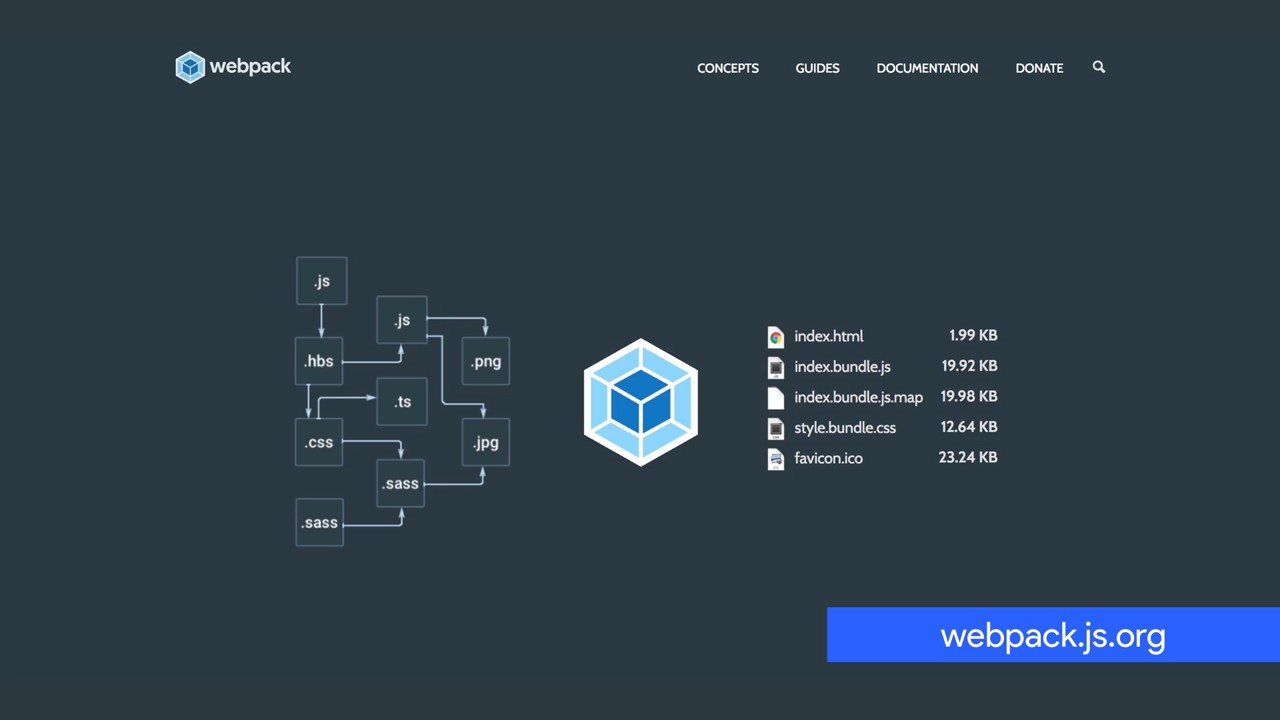 webpack
CONCEPTS GUIDES DOCUMENTATION DONATE
.js
.js
.hbs
.png
.ts
.css
.jpg
.sass
.sass
index.html 1.99 KB
index.bundle.js 19.92 KB
index.bundle.js.map 19.98 KB
style.bundle.css 12.64 KB
favicon.ico 23.24 KB
webpack.js.org